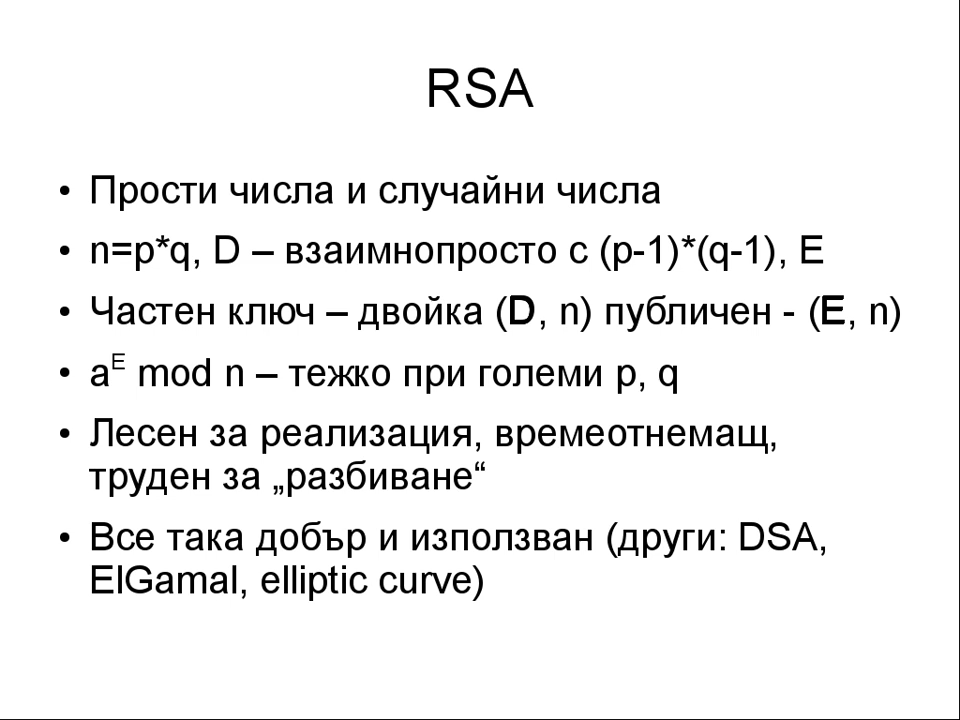 RSA
• Прости числа и случайни числа
• n=p*q, D – взаимнопросто с (p-1)*(q-1), E
• Частен ключ – двойка (D, n) публичен - (E, n)
• a^E mod n – тежко при големи p, q
• Лесен за реализация, времеотнемащ,
труден за „разбиване“
• Все така добър и използван (други: DSA,
ElGamal, elliptic curve)